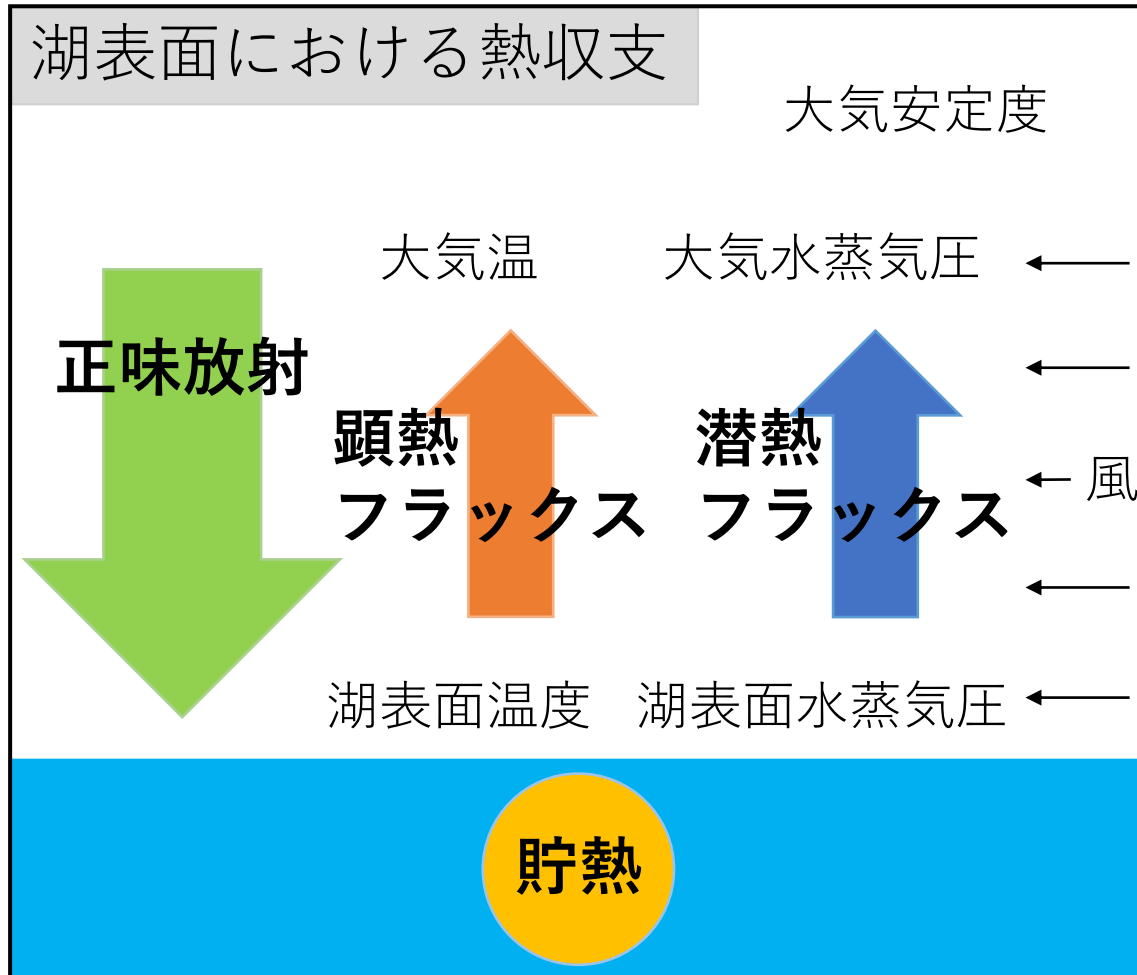 湖表面における熱収支
大気安定度
大気温
大気水蒸気圧
正味放射
顕熱
フラックス
潜熱
フラックス
風
湖表面温度
湖表面水蒸気圧
貯熱